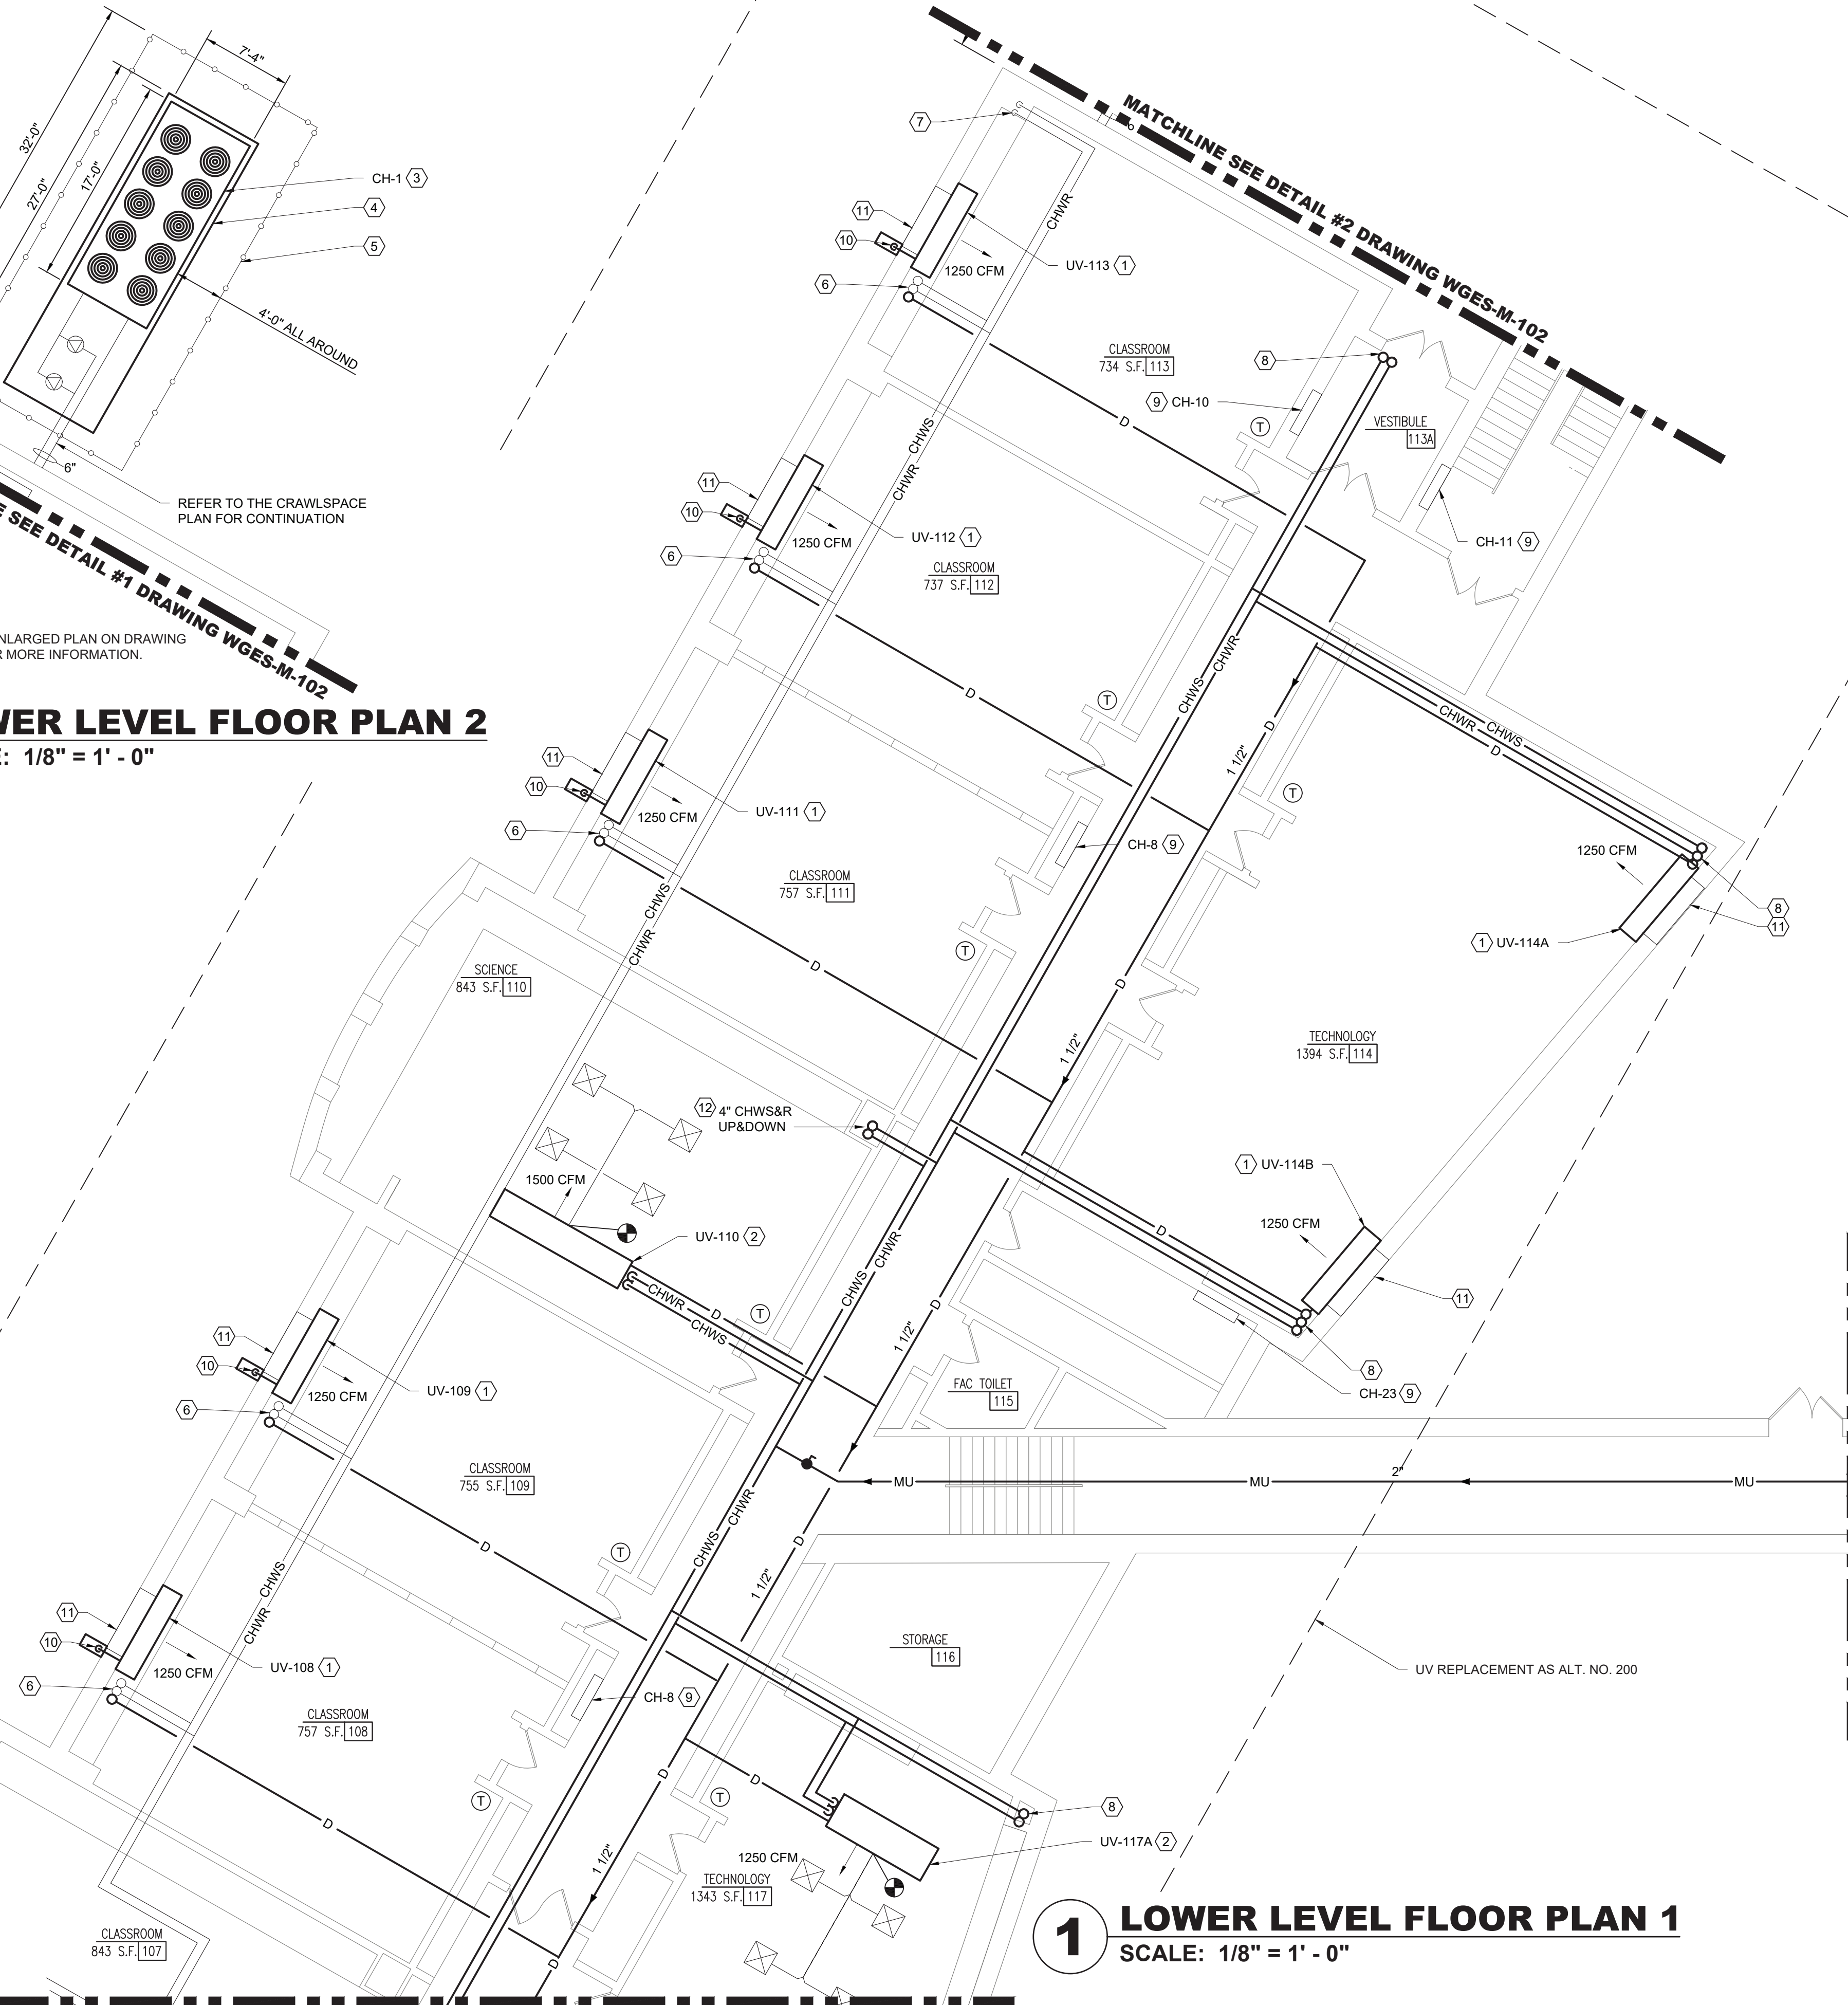 7'-4"
32'-0"
27'-0"
17'-0"
CH-1 3
4
5
4'-0" ALL AROUND
6"
REFER TO THE CRAWLSPACE
PLAN FOR CONTINUATION
E SEE DETAIL #1 DRAWING WGES-M-102
NLARGED PLAN ON DRAWING
R MORE INFORMATION.
WER LEVEL FLOOR PLAN 2
E: 1/8" = 1' - 0"
MATCHLINE SEE DETAIL #2 DRAWING WGES-M-102
7
CHWR
11
10
6
1250 CFM
UV-113 1
CLASSROOM
734 S.F. 113
8
9 CH-10
T
D
VESTIBULE
113A
CH-11 9
CHWS
CHWR
11
10
6
1250 CFM
UV-112 1
CLASSROOM
737 S.F. 112
D
T
CHWS
CHWR
D
1 1/2"
CHWR
CHWS
D
T
11
10
6
1250 CFM
UV-111 1
CH-8 9
CLASSROOM
757 S.F. 111
1250 CFM
8
11
1 UV-114A
CHWS
CHWR
T
D
D
SCIENCE
843 S.F. 110
1 1/2"
TECHNOLOGY
1394 S.F. 114
12 4" CHWS&R
UP&DOWN
1 UV-114B
1500 CFM
1250 CFM
UV-110 2
D
CHWR
CHWS
11
CHWR
D
CHWS
T
D
1 1/2"
8
CH-23 9
11
10
6
1250 CFM
UV-109 1
FAC TOILET
115
CLASSROOM
755 S.F. 109
MU
MU
2"
MU
CHWR
CHWS
D
D
T
1 1/2"
CHWS
CHWR
11
10
6
1250 CFM
UV-108 1
STORAGE
116
UV REPLACEMENT AS ALT. NO. 200
CH-8 9
CLASSROOM
757 S.F. 108
D
D
T
T
D
8
UV-117A 2
1 1/2"
1250 CFM
TECHNOLOGY
1343 S.F. 117
CLASSROOM
843 S.F. 107
D
1 LOWER LEVEL FLOOR PLAN 1
SCALE: 1/8" = 1' - 0"